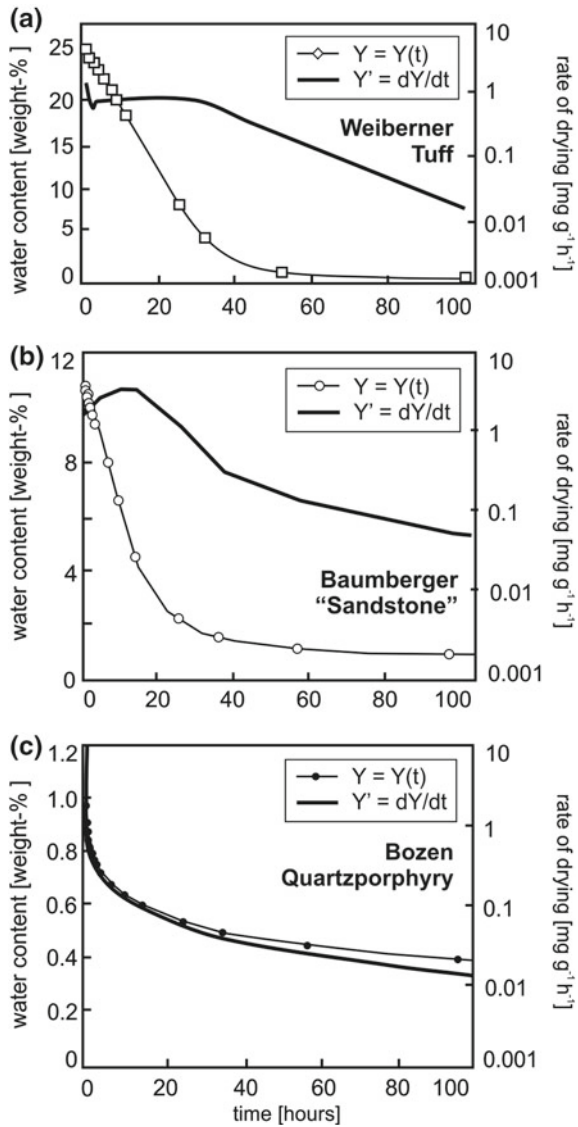 (a)
water content [weight-%]
25
20
15
10
5
0
Y = Y(t)
Y' = dY/dt
Weiberner
Tuff
10
1
0.1
0.01
0.001
rate of drying [mg g⁻¹ h⁻¹]
0 20 40 60 80 100
(b)
water content [weight-%]
12
8
4
0
Y = Y(t)
Y' = dY/dt
Baumberger
“Sandstone”
10
1
0.1
0.01
0.001
rate of drying [mg g⁻¹ h⁻¹]
0 20 40 60 80 100
(c)
water content [weight-%]
1.2
1.0
0.8
0.6
0.4
0.2
0
Y = Y(t)
Y' = dY/dt
Bozen
Quartzporphyry
10
1
0.1
0.01
0.001
rate of drying [mg g⁻¹ h⁻¹]
0 20 40 60 80 100
time [hours]